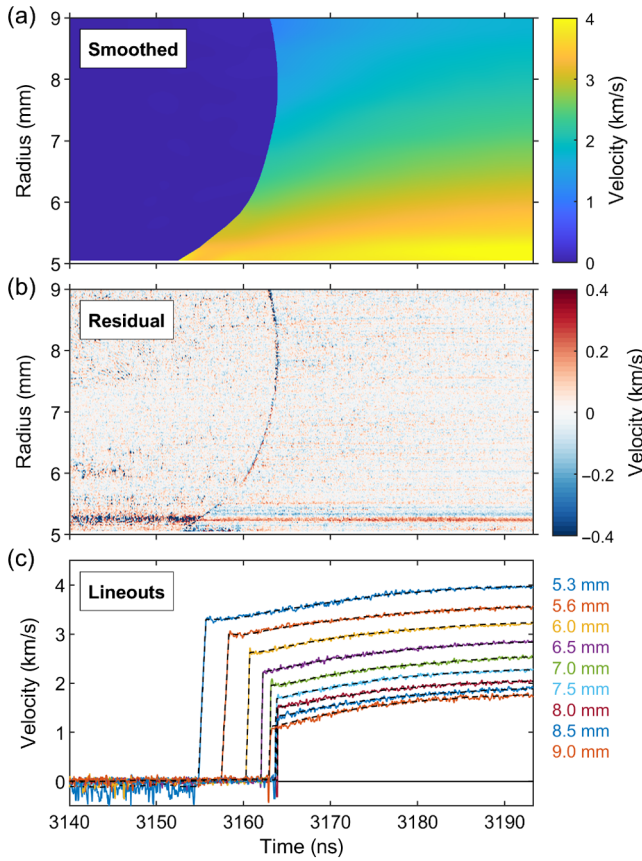 (a)
Smoothed
Radius (mm)
9
8
7
6
5
Velocity (km/s)
4
3
2
1
0
(b)
Residual
Radius (mm)
9
8
7
6
5
Velocity (km/s)
0.4
0.2
0
−0.2
−0.4
(c)
Lineouts
Velocity (km/s)
4
3
2
1
0
5.3 mm
5.6 mm
6.0 mm
6.5 mm
7.0 mm
7.5 mm
8.0 mm
8.5 mm
9.0 mm
3140 3150 3160 3170 3180 3190
Time (ns)